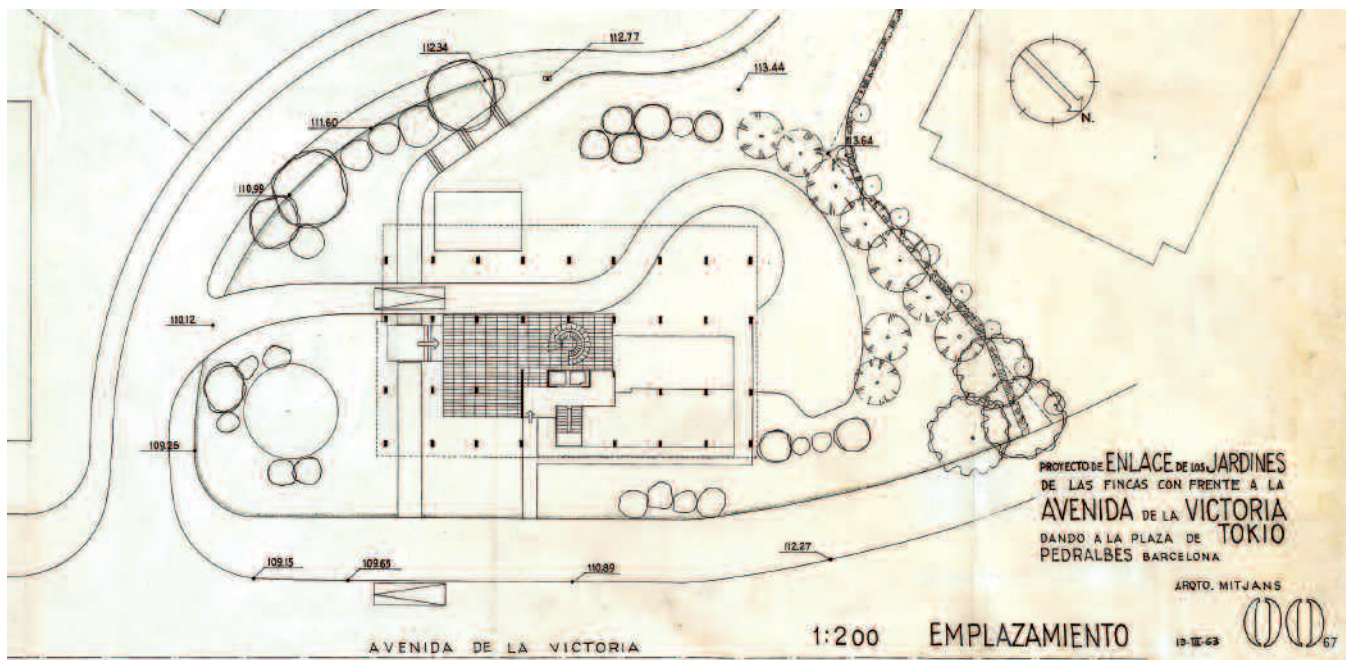 112.34
112.77
113.44
111.60
113.64
N.
110.99
110.12
109.25
109.15
109.65
110.89
112.27
PROYECTO DE ENLACE DE LOS JARDINES
DE LAS FINCAS CON FRENTE A LA
AVENIDA DE LA VICTORIA
DANDO A LA PLAZA DE TOKIO
PEDRALBES BARCELONA
ARQTO. MITJANS
AVENIDA DE LA VICTORIA
1:200 EMPLAZAMIENTO
67